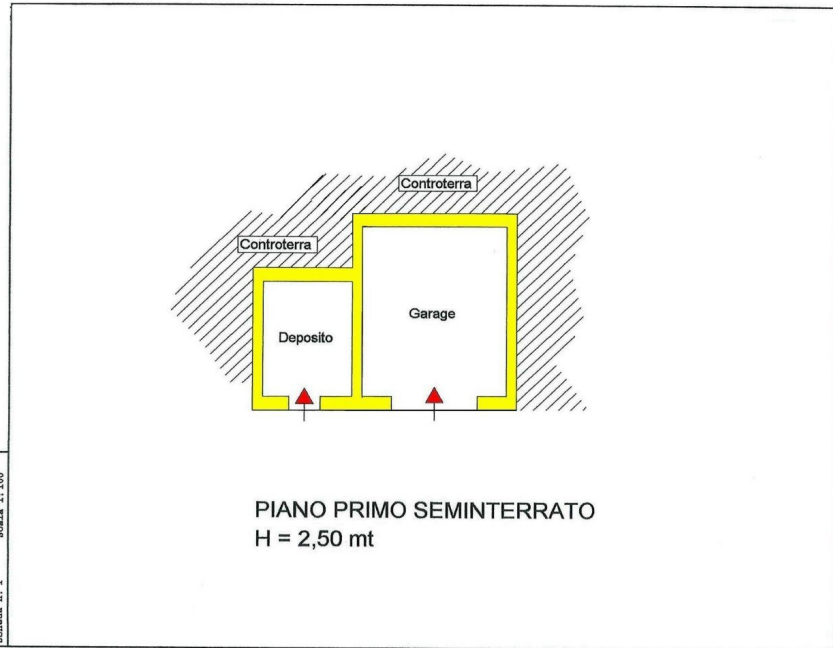 Controterra
Controterra
Garage
Deposito
PIANO PRIMO SEMINTERRATO
H = 2,50 mt